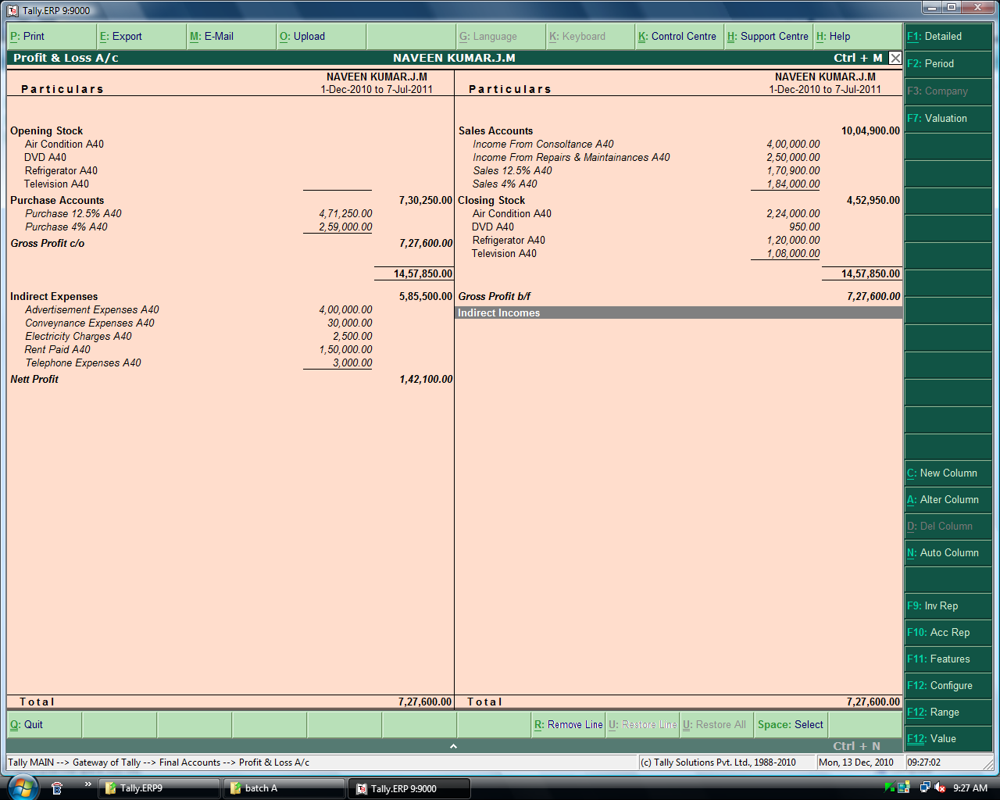 Tally.ERP 9:9000
P: Print
E: Export
M: E-Mail
O: Upload
G: Language
K: Keyboard
K: Control Centre
H: Support Centre
H: Help
Profit & Loss A/c NAVEEN KUMAR.J.M Ctrl + M
Particulars
NAVEEN KUMAR.J.M
1-Dec-2010 to 7-Jul-2011
Opening Stock
Air Condition A40
DVD A40
Refrigerator A40
Television A40
Purchase Accounts 7,30,250.00
Purchase 12.5% A40 4,71,250.00
Purchase 4% A40 2,59,000.00
Gross Profit c/o 7,27,600.00
14,57,850.00
Indirect Expenses 5,85,500.00
Advertisement Expenses A40 4,00,000.00
Conveynance Expenses A40 30,000.00
Electricity Charges A40 2,500.00
Rent Paid A40 1,50,000.00
Telephone Expenses A40 3,000.00
Nett Profit 1,42,100.00
Total 7,27,600.00
Particulars
NAVEEN KUMAR.J.M
1-Dec-2010 to 7-Jul-2011
Sales Accounts 10,04,900.00
Income From Consoltance A40 4,00,000.00
Income From Repairs & Maintainances A40 2,50,000.00
Sales 12.5% A40 1,70,900.00
Sales 4% A40 1,84,000.00
Closing Stock 4,52,950.00
Air Condition A40 2,24,000.00
DVD A40 950.00
Refrigerator A40 1,20,000.00
Television A40 1,08,000.00
14,57,850.00
Gross Profit b/f 7,27,600.00
Indirect Incomes
Total 7,27,600.00
F1: Detailed
F2: Period
F3: Company
F7: Valuation
C: New Column
A: Alter Column
D: Del Column
N: Auto Column
F9: Inv Rep
F10: Acc Rep
F11: Features
F12: Configure
F12: Range
F12: Value
Q: Quit
R: Remove Line
U: Restore Line
U: Restore All
Space: Select
Ctrl + N
Tally MAIN --> Gateway of Tally --> Final Accounts --> Profit & Loss A/c
(c) Tally Solutions Pvt. Ltd., 1988-2010
Mon, 13 Dec, 2010
09:27:02
Tally.ERP9
batch A
Tally.ERP 9:9000
9:27 AM